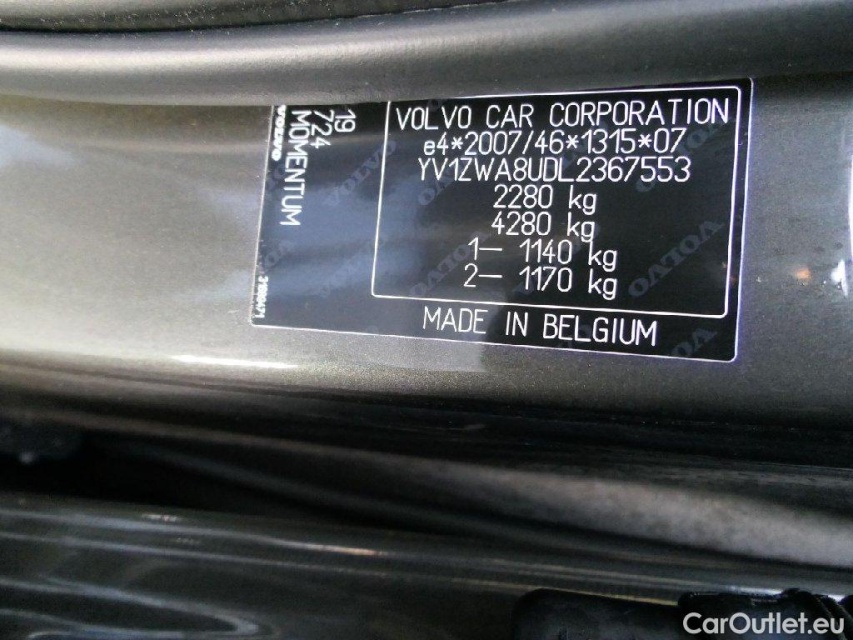 VOLVO CAR CORPORATION
e4*2007/46*1315*07
YV1ZWA8UDL2367553
2280 kg
4280 kg
1— 1140 kg
2— 1170 kg
MADE IN BELGIUM
19
724
MOMENTUM
VOLVO
CarOutlet.eu